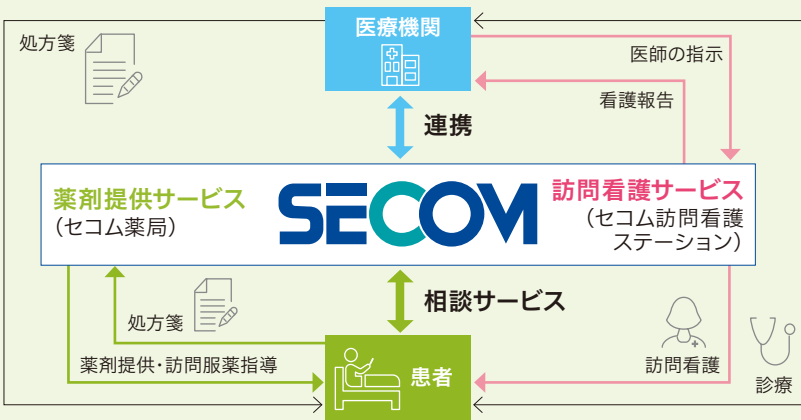 医療機関
処方箋
医師の指示
看護報告
連携
薬剤提供サービス
（セコム薬局）
SECOM
訪問看護サービス
（セコム訪問看護
ステーション）
相談サービス
処方箋
薬剤提供・訪問服薬指導
患者
訪問看護
診療